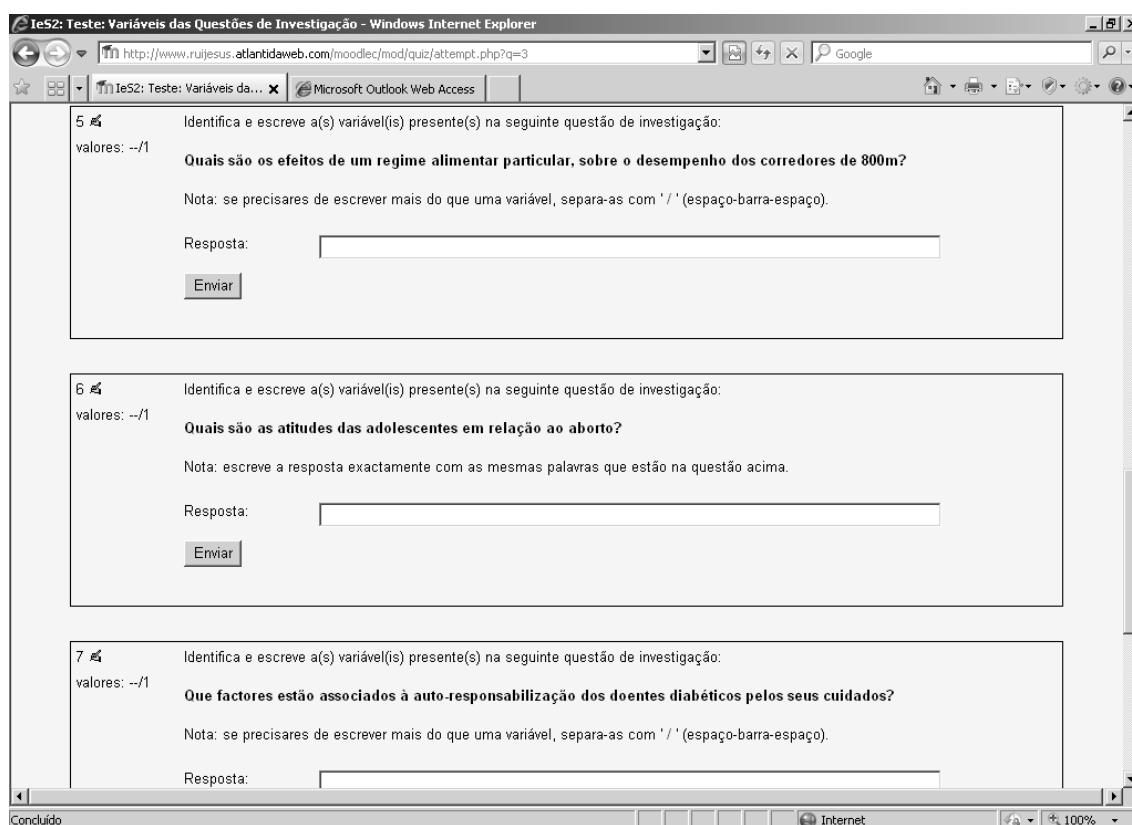 IeS2: Teste: Variáveis das Questões de Investigação - Windows Internet Explorer
http://www.ruijesus.atlantidaweb.com/moodlec/mod/quiz/attempt.php?q=3
Google
IeS2: Teste: Variáveis da...
Microsoft Outlook Web Access
5
Identifica e escreve a(s) variável(is) presente(s) na seguinte questão de investigação:
valores: --/1
Quais são os efeitos de um regime alimentar particular, sobre o desempenho dos corredores de 800m?
Nota: se precisares de escrever mais do que uma variável, separa-as com ' / ' (espaço-barra-espaço).
Resposta:
Enviar
6
Identifica e escreve a(s) variável(is) presente(s) na seguinte questão de investigação:
valores: --/1
Quais são as atitudes das adolescentes em relação ao aborto?
Nota: escreve a resposta exactamente com as mesmas palavras que estão na questão acima.
Resposta:
Enviar
7
Identifica e escreve a(s) variável(is) presente(s) na seguinte questão de investigação:
valores: --/1
Que factores estão associados à auto-responsabilização dos doentes diabéticos pelos seus cuidados?
Nota: se precisares de escrever mais do que uma variável, separa-as com ' / ' (espaço-barra-espaço).
Resposta:
Concluído
Internet
100%